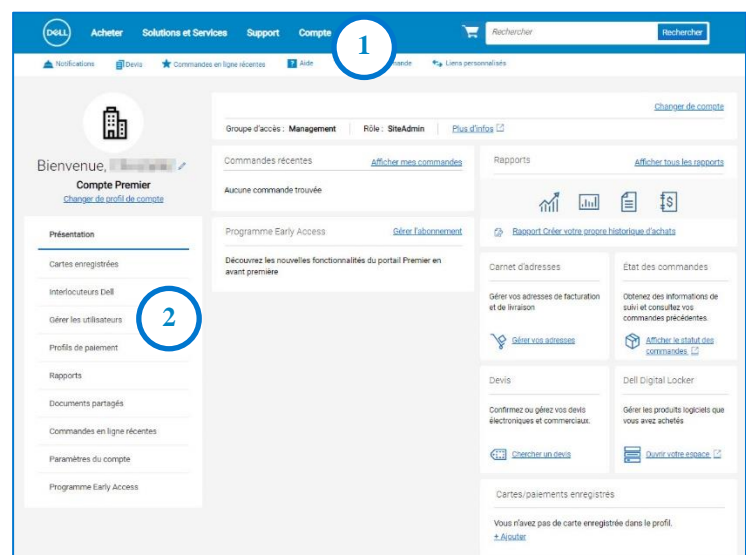 DELL
Acheter Solutions et Services Support Compte
Rechercher Rechercher
1
Notifications Devis Commandes en ligne récentes Aide Liens personnalisés
Changer de compte
Groupe d'accès : Management Rôle : SiteAdmin Plus d'infos
Bienvenue,
Compte Premier
Changer de profil de compte
Commandes récentes Afficher mes commandes
Aucune commande trouvée
Rapports Afficher tous les rapports
Rapport Créer votre propre historique d'achats
Programme Early Access Gérer l'abonnement
Découvrez les nouvelles fonctionnalités du portail Premier en
avant première
Présentation
Cartes enregistrées
Interlocuteurs Dell
Gérer les utilisateurs
2
Profils de paiement
Rapports
Documents partagés
Commandes en ligne récentes
Paramètres du compte
Programme Early Access
Carnet d'adresses
Gérer vos adresses de facturation
et de livraison
Gérer vos adresses
État des commandes
Obtenez des informations de
suivi et consultez vos
commandes précédentes.
Afficher le statut des
commandes
Devis
Confirmez ou gérez vos devis
électroniques et commerciaux.
Chercher un devis
Dell Digital Locker
Gérer les produits logiciels que
vous avez achetés
Ouvrir votre espace
Cartes/paiements enregistrés
Vous n'avez pas de carte enregistrée dans le profil.
+ Ajouter